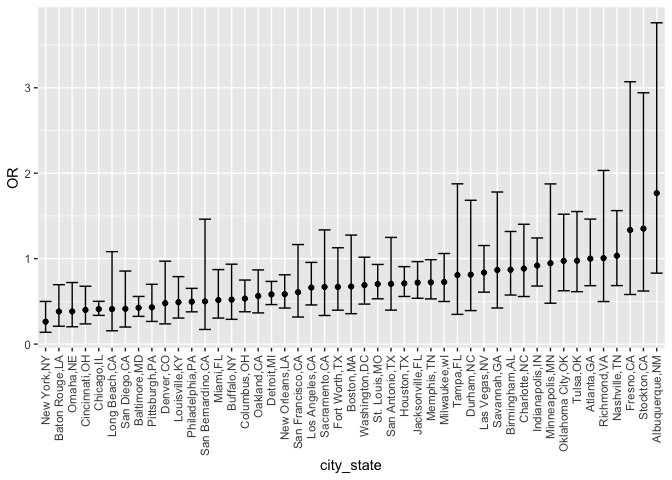 OR
3
2
1
0
New York,NY
Baton Rouge,LA
Omaha,NE
Cincinnati,OH
Chicago,IL
Long Beach,CA
San Diego,CA
Baltimore,MD
Pittsburgh,PA
Denver,CO
Louisville,KY
Philadelphia,PA
San Bernardino,CA
Miami,FL
Buffalo,NY
Columbus,OH
Oakland,CA
Detroit,MI
New Orleans,LA
San Francisco,CA
Los Angeles,CA
Sacramento,CA
Fort Worth,TX
Boston,MA
Washington,DC
St. Louis,MO
San Antonio,TX
Houston,TX
Jacksonville,FL
Memphis,TN
Milwaukee,wI
Tampa,FL
Durham,NC
Las Vegas,NV
Savannah,GA
Birmingham,AL
Charlotte,NC
Indianapolis,IN
Minneapolis,MN
Oklahoma City,OK
Tulsa,OK
Atlanta,GA
Richmond,VA
Nashville,TN
Fresno,CA
Stockton,CA
Albuquerque,NM
city_state